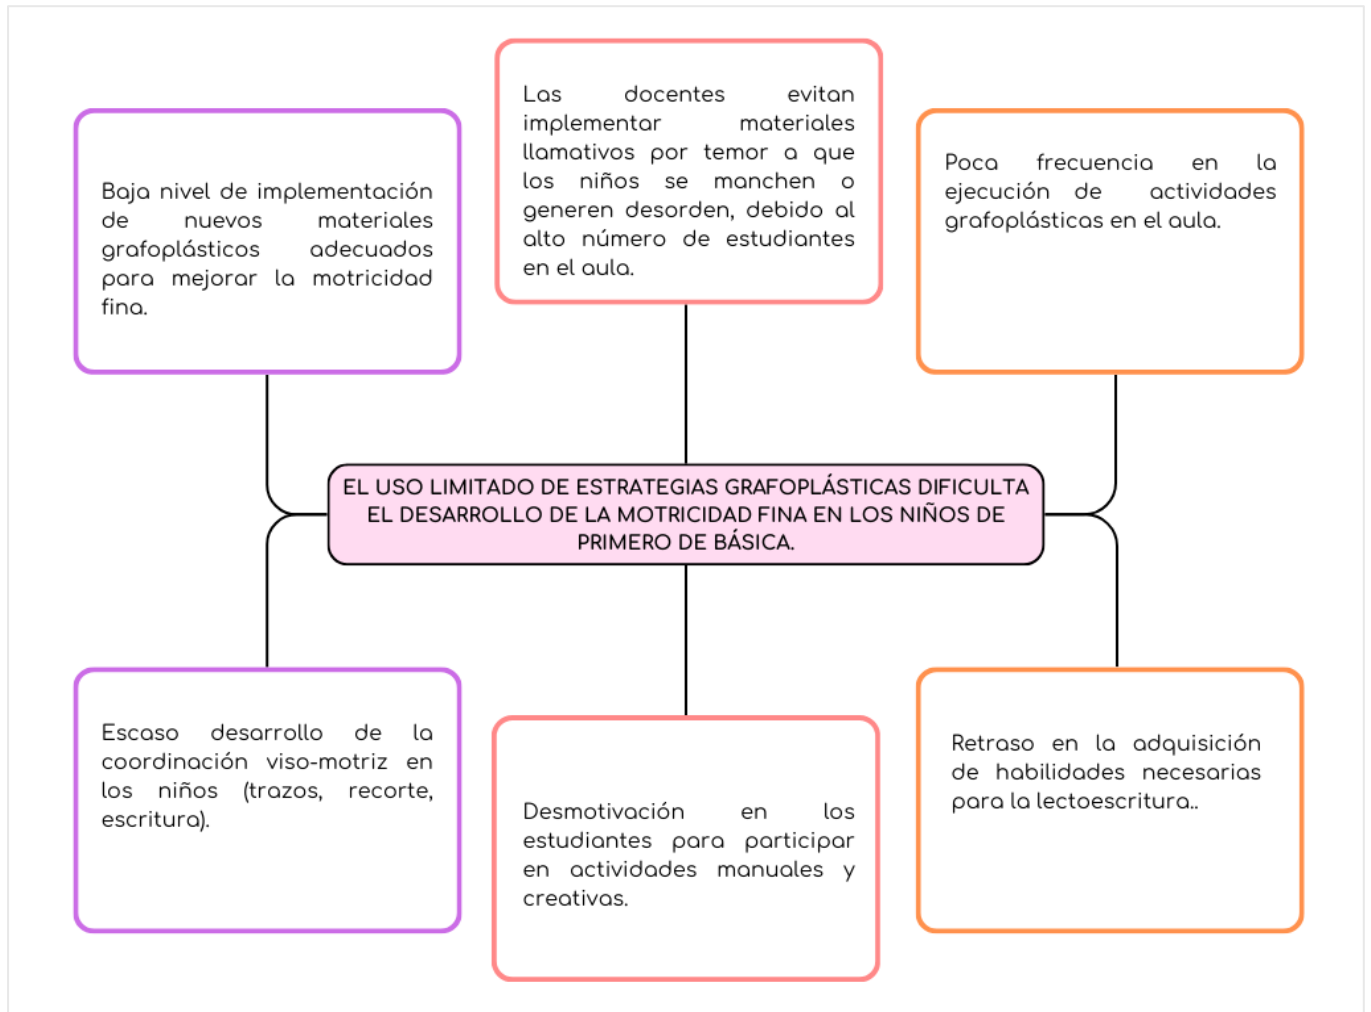 Baja nivel de implementación
de nuevos materiales
grafoplásticos adecuados
para mejorar la motricidad
fina.
Las docentes evitan
implementar materiales
llamativos por temor a que
los niños se manchen o
generen desorden, debido al
alto número de estudiantes
en el aula.
Poca frecuencia en la
ejecución de actividades
grafoplásticas en el aula.
EL USO LIMITADO DE ESTRATEGIAS GRAFOPLÁSTICAS DIFICULTA
EL DESARROLLO DE LA MOTRICIDAD FINA EN LOS NIÑOS DE
PRIMERO DE BÁSICA.
Escaso desarrollo de la
coordinación viso-motriz en
los niños (trazos, recorte,
escritura).
Desmotivación en los
estudiantes para participar
en actividades manuales y
creativas.
Retraso en la adquisición
de habilidades necesarias
para la lectoescritura..